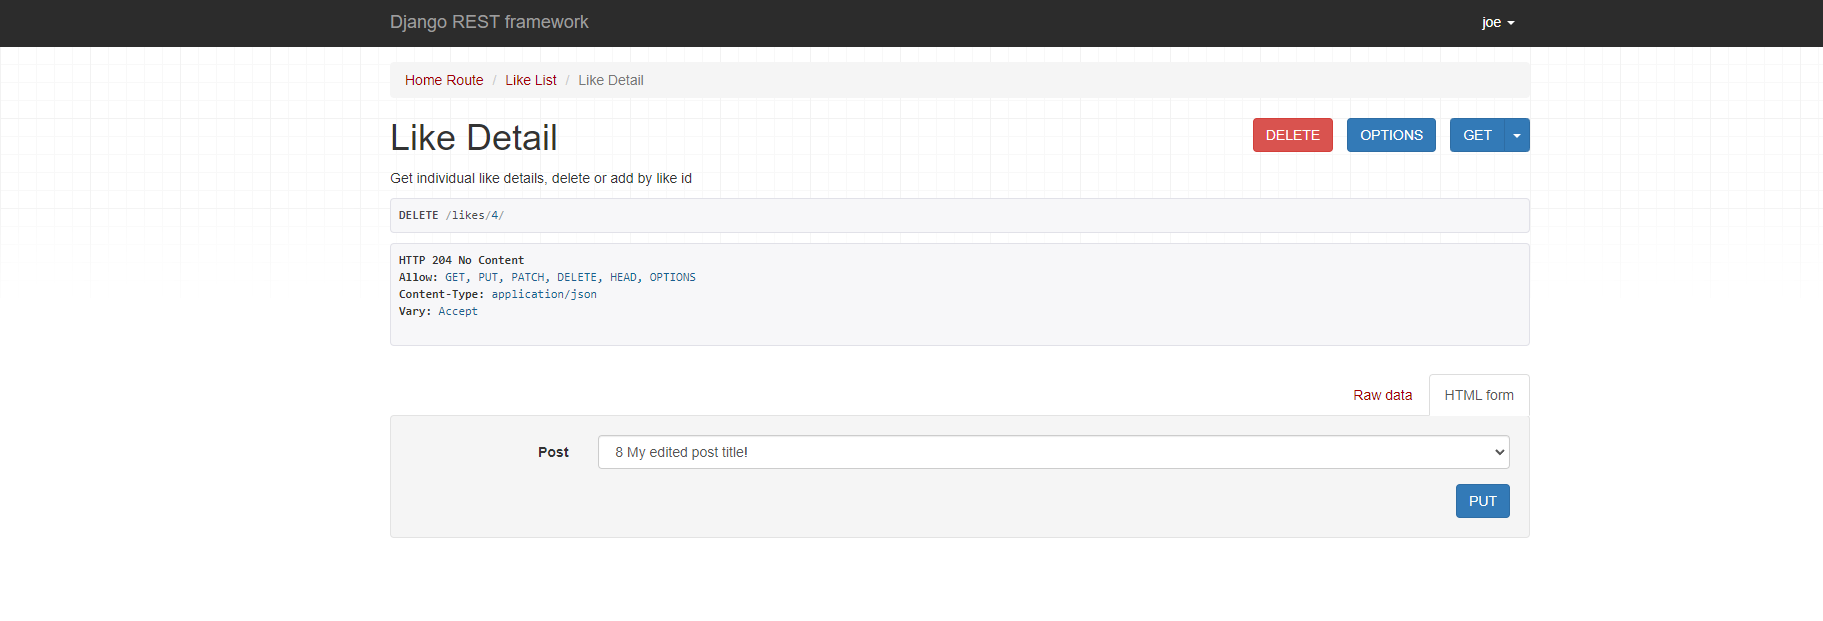 Django REST framework
joe
Home Route / Like List / Like Detail
Like Detail
DELETE
OPTIONS
GET
Get individual like details, delete or add by like id
DELETE /likes/4/
HTTP 204 No Content
Allow: GET, PUT, PATCH, DELETE, HEAD, OPTIONS
Content-Type: application/json
Vary: Accept
Raw data
HTML form
Post
8 My edited post title!
PUT